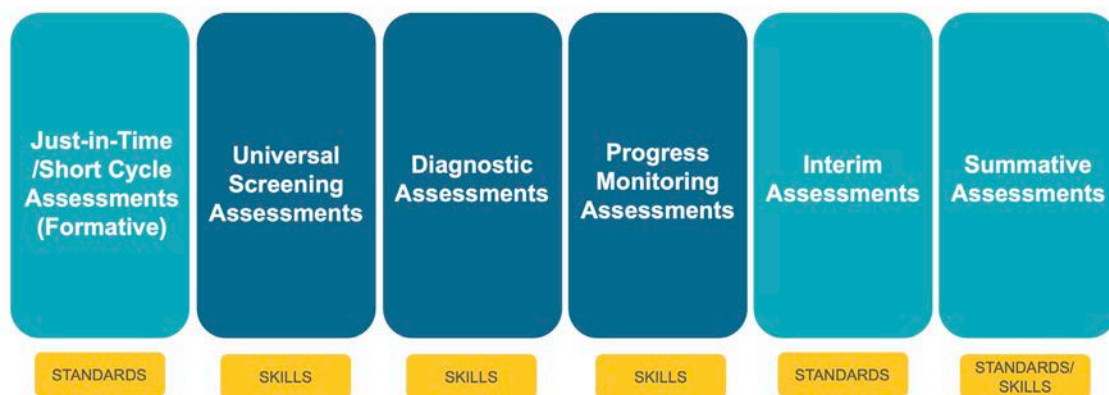 Just-in-Time
/Short Cycle
Assessments
(Formative)
Universal
Screening
Assessments
Diagnostic
Assessments
Progress
Monitoring
Assessments
Interim
Assessments
Summative
Assessments
STANDARDS
SKILLS
SKILLS
SKILLS
STANDARDS
STANDARDS/
SKILLS